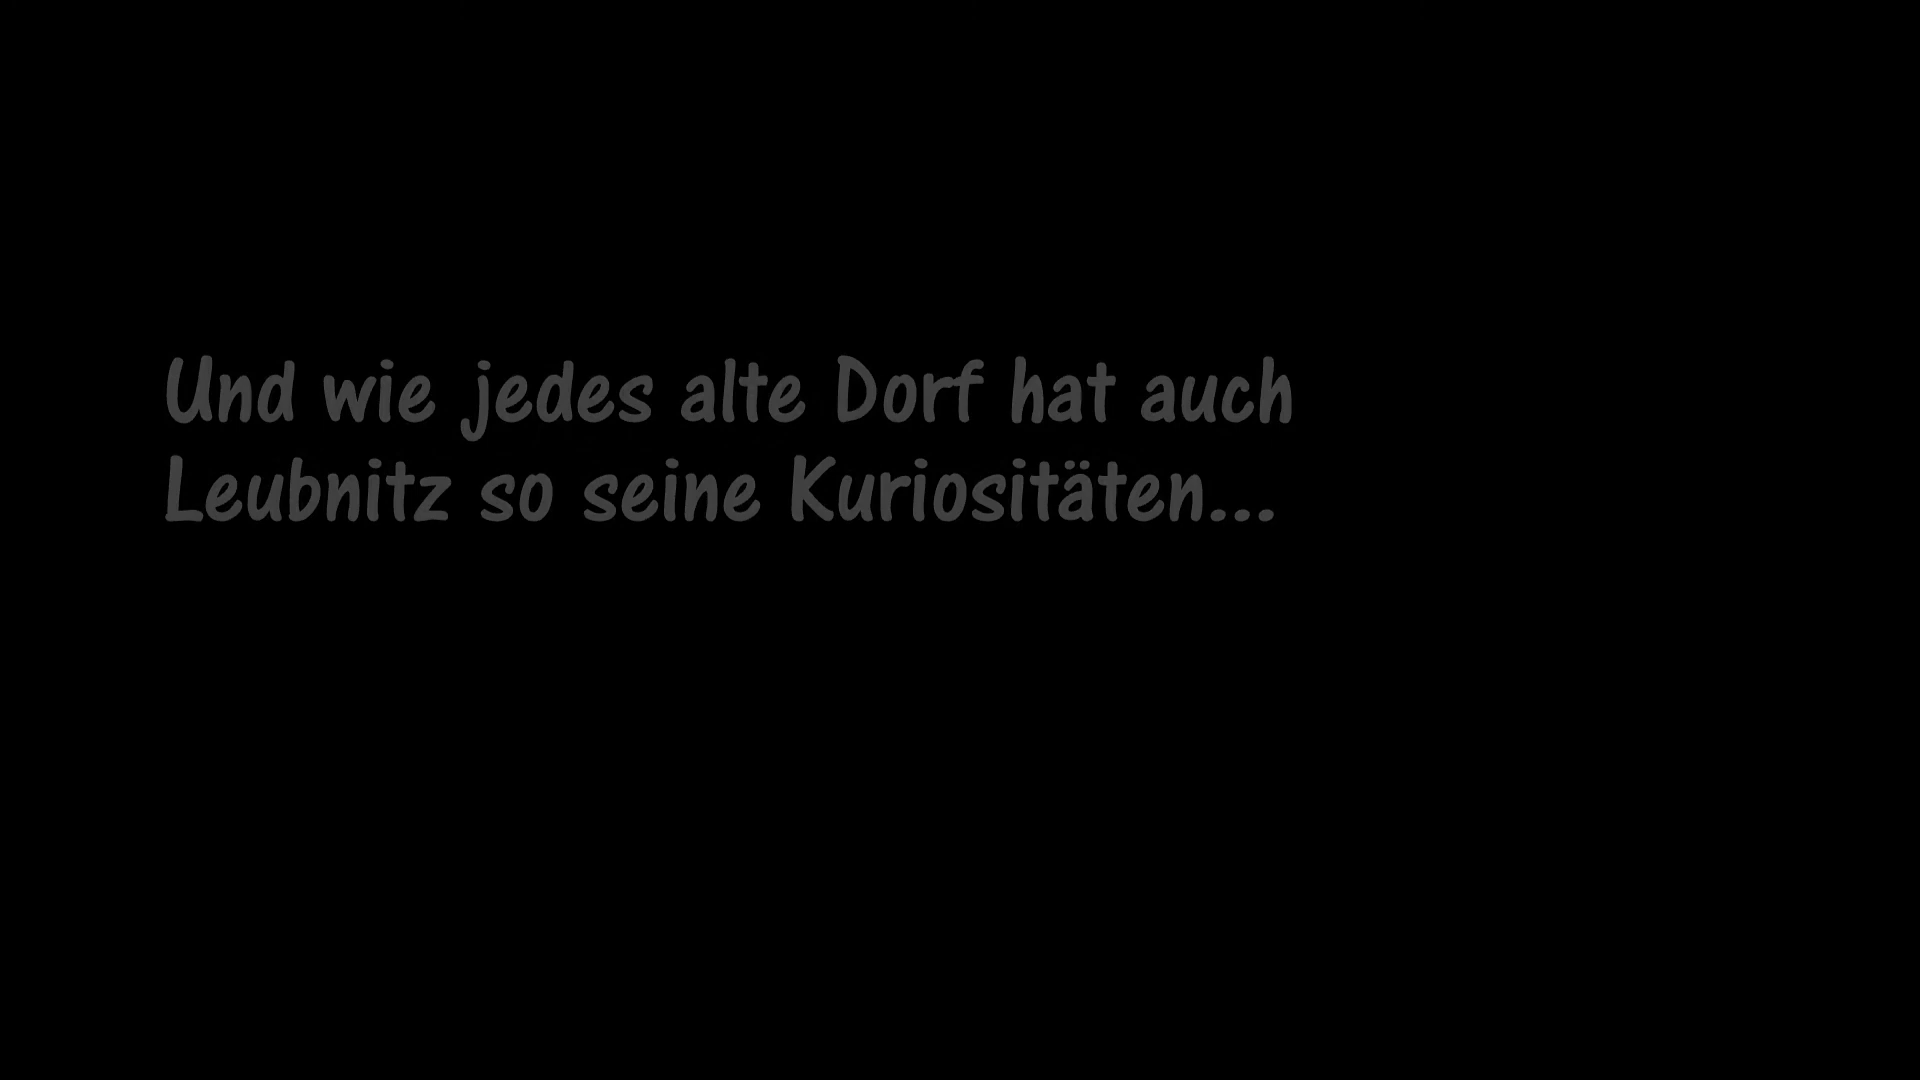 Und wie jedes alte Dorf hat auch
Leubnitz so seine Kuriositäten...